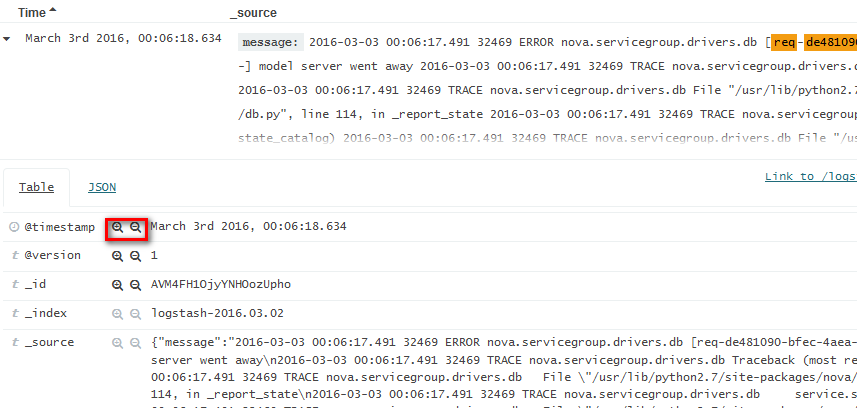 Time _source
March 3rd 2016, 00:06:18.634 message: 2016-03-03 00:06:17.491 32469 ERROR nova.servicegroup.drivers.db [req-de481090
-] model server went away 2016-03-03 00:06:17.491 32469 TRACE nova.servicegroup.drivers.db
2016-03-03 00:06:17.491 32469 TRACE nova.servicegroup.drivers.db File "/usr/lib/python2.7
/db.py", line 114, in _report_state 2016-03-03 00:06:17.491 32469 TRACE nova.servicegroup
state_catalog) 2016-03-03 00:06:17.491 32469 TRACE nova.servicegroup.drivers.db File "/us
Link to /logs
Table JSON
@timestamp March 3rd 2016, 00:06:18.634
t @version 1
t _id AVM4FH1OjyYNHOozUpho
t _index logstash-2016.03.02
t _source {"message":"2016-03-03 00:06:17.491 32469 ERROR nova.servicegroup.drivers.db [req-de481090-bfec-4aea-
server went away\n2016-03-03 00:06:17.491 32469 TRACE nova.servicegroup.drivers.db Traceback (most re
00:06:17.491 32469 TRACE nova.servicegroup.drivers.db File \"/usr/lib/python2.7/site-packages/nova/
114, in _report_state\n2016-03-03 00:06:17.491 32469 TRACE nova.servicegroup.drivers.db service.s